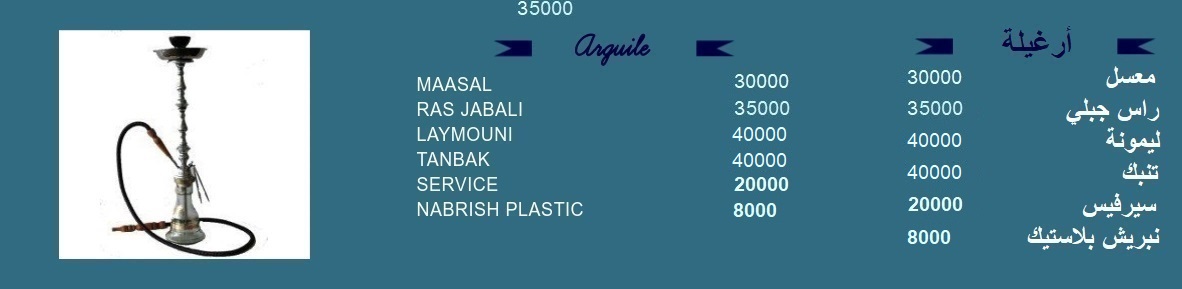 35000
Arguile
MAASAL 30000
RAS JABALI 35000
LAYMOUNI 40000
TANBAK 40000
SERVICE 20000
NABRISH PLASTIC 8000
أرغيلة
معسل 30000
راس جبلي 35000
ليمونة 40000
تنبك 40000
سيرفيس 20000
نبريش بلاستيك 8000